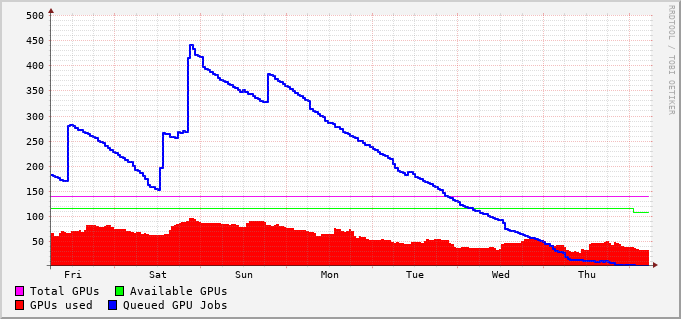 500
450
400
350
300
250
200
150
100
50
Fri Sat Sun Mon Tue Wed Thu
Total GPUs Available GPUs
GPUs used Queued GPU Jobs
RRDTOOL / TOBI OETIKER